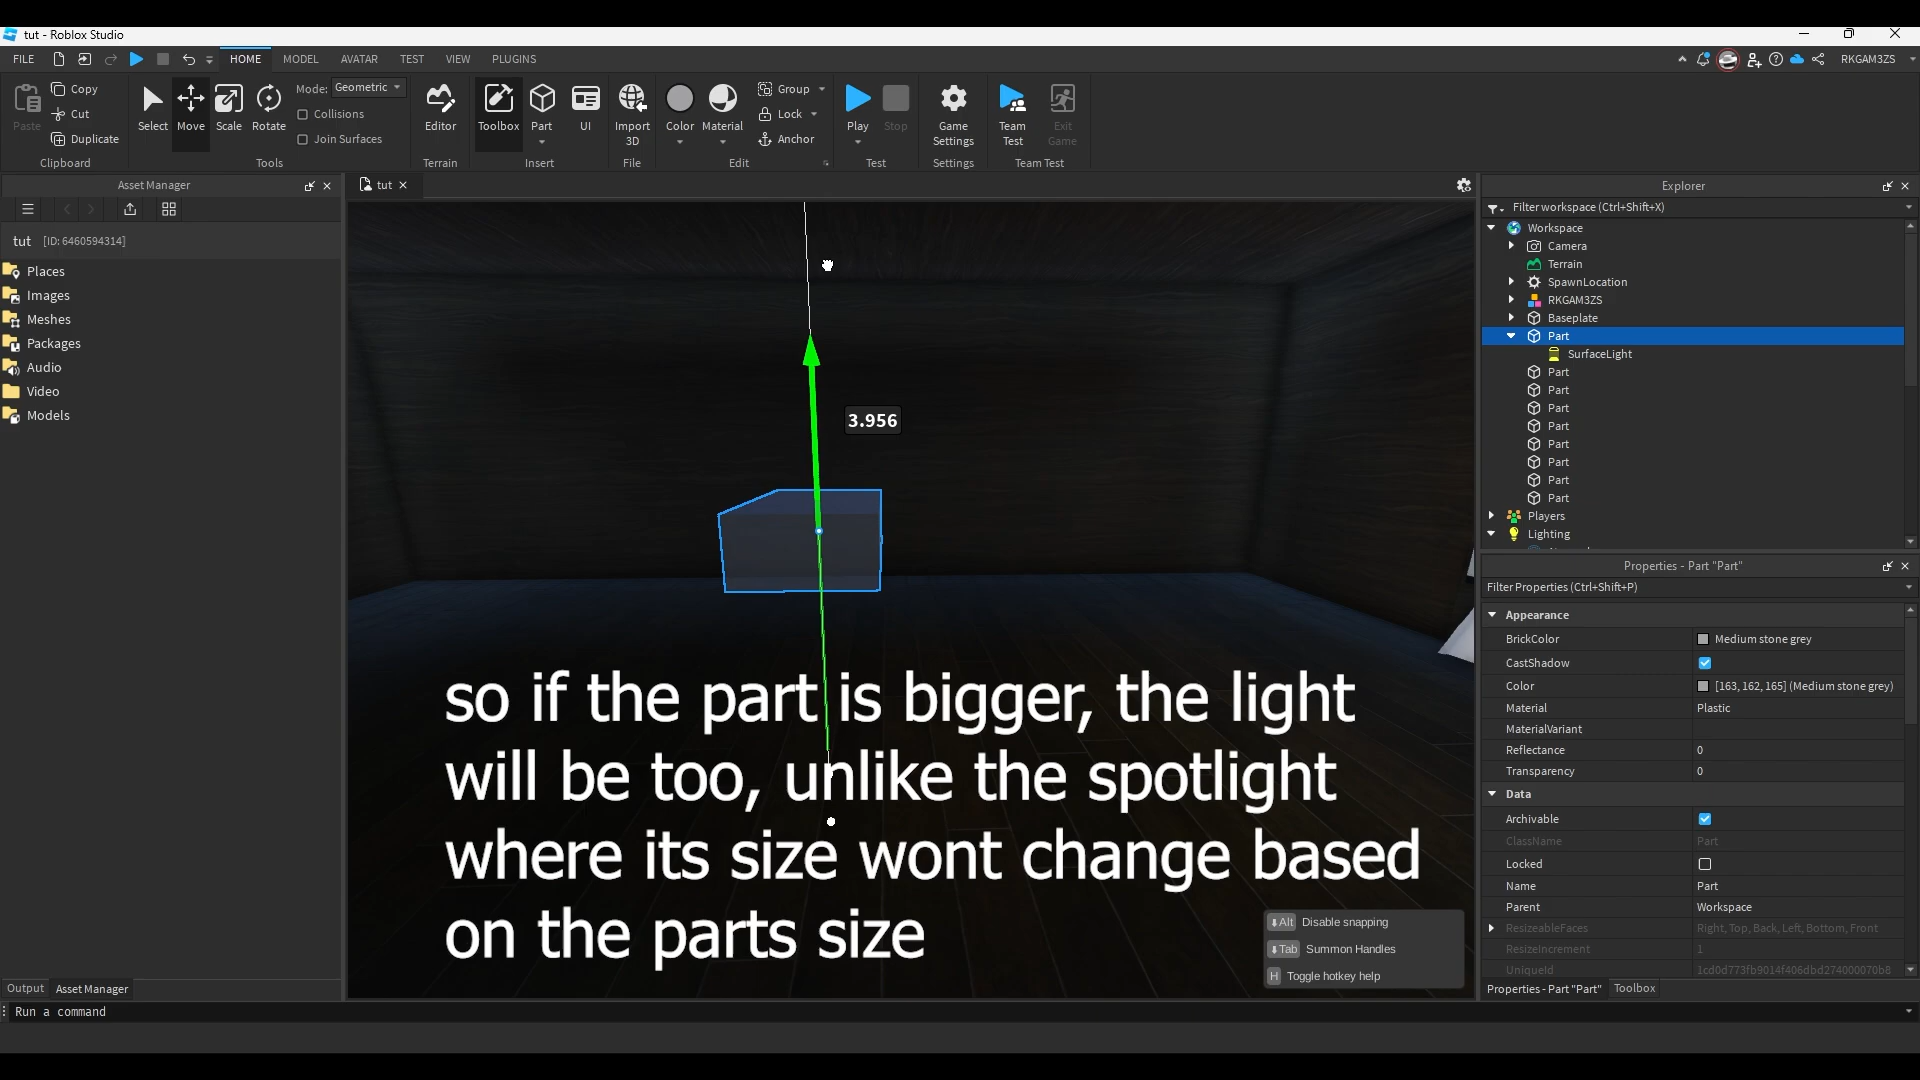 tut - Roblox Studio
FILE HOME MODEL AVATAR TEST VIEW PLUGINS RKGAM3ZS
Paste Copy Cut Duplicate Clipboard
Select Move Scale Rotate Mode: Geometric Collisions Join Surfaces Tools
Editor Terrain
Toolbox Part UI Insert
Import 3D File
Color Material Group Lock Anchor Edit
Play Stop Test
Game Settings Settings
Team Test Exit Game Team Test
Asset Manager
tut [ID: 6460594314]
Places
Images
Meshes
Packages
Audio
Video
Models
Output Asset Manager
tut
3.956
so if the part is bigger, the light
will be too, unlike the spotlight
where its size wont change based
on the parts size
Alt Disable snapping
Tab Summon Handles
H Toggle hotkey help
Explorer
Filter workspace (Ctrl+Shift+X)
Workspace
Camera
Terrain
SpawnLocation
RKGAM3ZS
Baseplate
Part
SurfaceLight
Part
Part
Part
Part
Part
Part
Part
Part
Players
Lighting
Properties - Part "Part"
Filter Properties (Ctrl+Shift+P)
Appearance
BrickColor Medium stone grey
CastShadow
Color [163, 162, 165] (Medium stone grey)
Material Plastic
MaterialVariant
Reflectance 0
Transparency 0
Data
Archivable
ClassName Part
Locked
Name Part
Parent Workspace
ResizeableFaces Right, Top, Back, Left, Bottom, Front
ResizeIncrement 1
UniqueId
Properties - Part "Part" Toolbox
Run a command